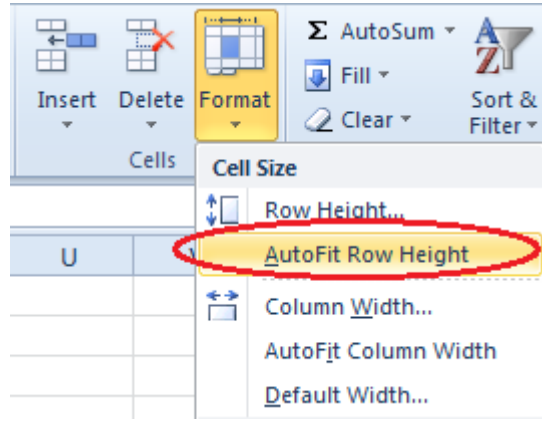 Σ AutoSum
Fill
Clear
Insert Delete Format
Sort &
Filter
Cells
Cell Size
Row Height...
AutoFit Row Height
Column Width...
AutoFit Column Width
Default Width...
U